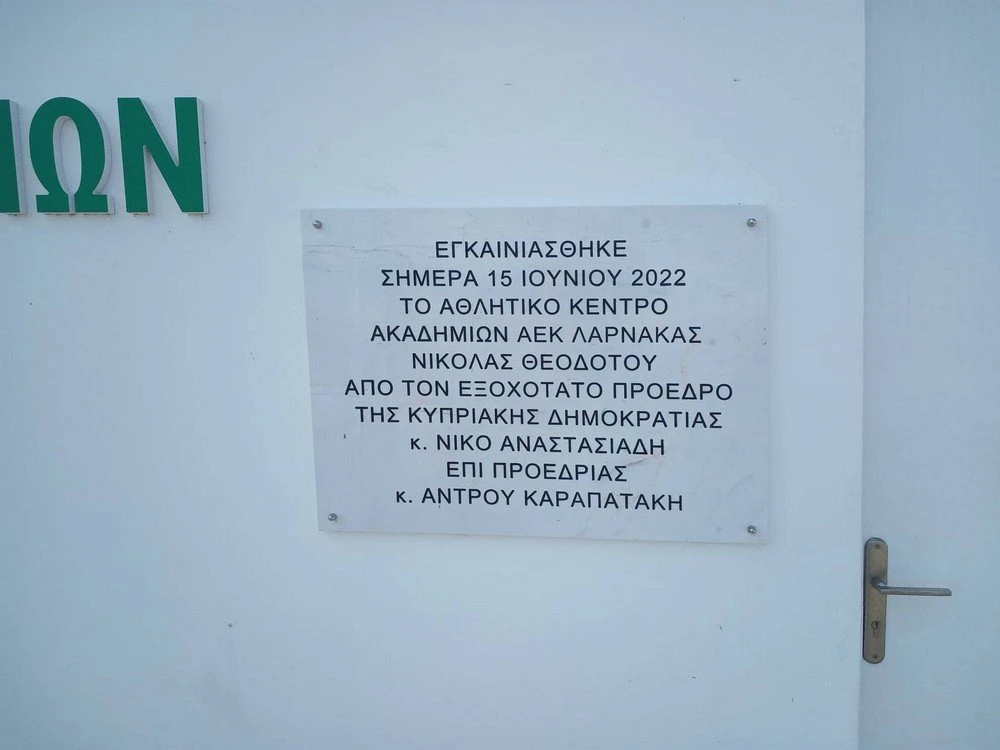 ΙΩΝ
ΕΓΚΑΙΝΙΑΣΘΗΚΕ
ΣΗΜΕΡΑ 15 ΙΟΥΝΙΟΥ 2022
ΤΟ ΑΘΛΗΤΙΚΟ ΚΕΝΤΡΟ
ΑΚΑΔΗΜΙΩΝ ΑΕΚ ΛΑΡΝΑΚΑΣ
ΝΙΚΟΛΑΣ ΘΕΟΔΟΤΟΥ
ΑΠΟ ΤΟΝ ΕΞΟΧΟΤΑΤΟ ΠΡΟΕΔΡΟ
ΤΗΣ ΚΥΠΡΙΑΚΗΣ ΔΗΜΟΚΡΑΤΙΑΣ
κ. ΝΙΚΟ ΑΝΑΣΤΑΣΙΑΔΗ
ΕΠΙ ΠΡΟΕΔΡΙΑΣ
κ. ΑΝΤΡΟΥ ΚΑΡΑΠΑΤΑΚΗ